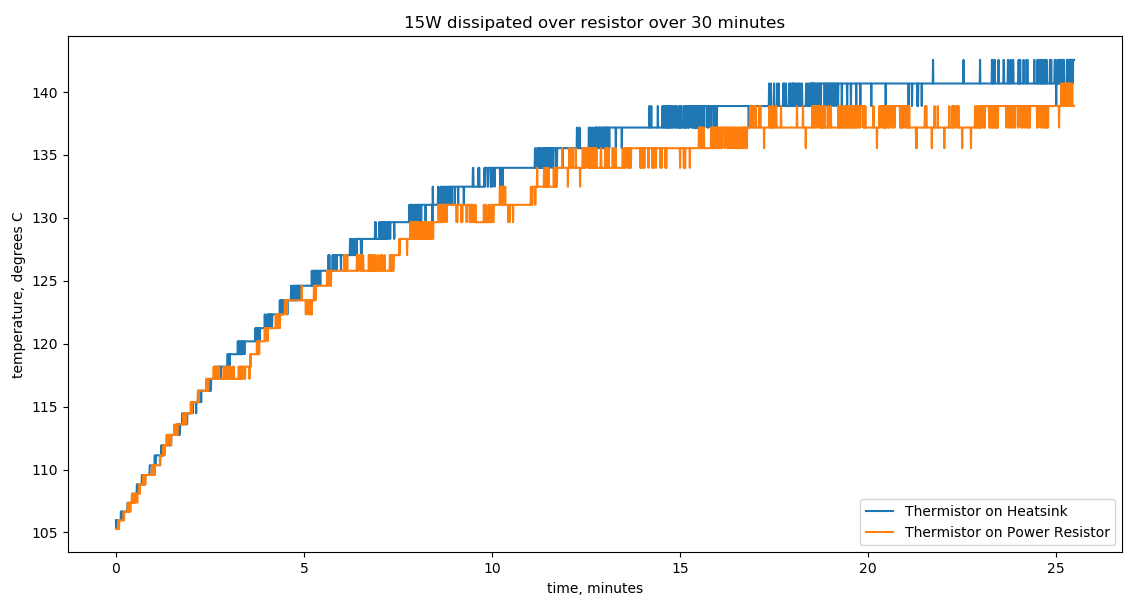 15W dissipated over resistor over 30 minutes
temperature, degrees C
140
135
130
125
120
115
110
105
0 5 10 15 20 25
time, minutes
Thermistor on Heatsink
Thermistor on Power Resistor